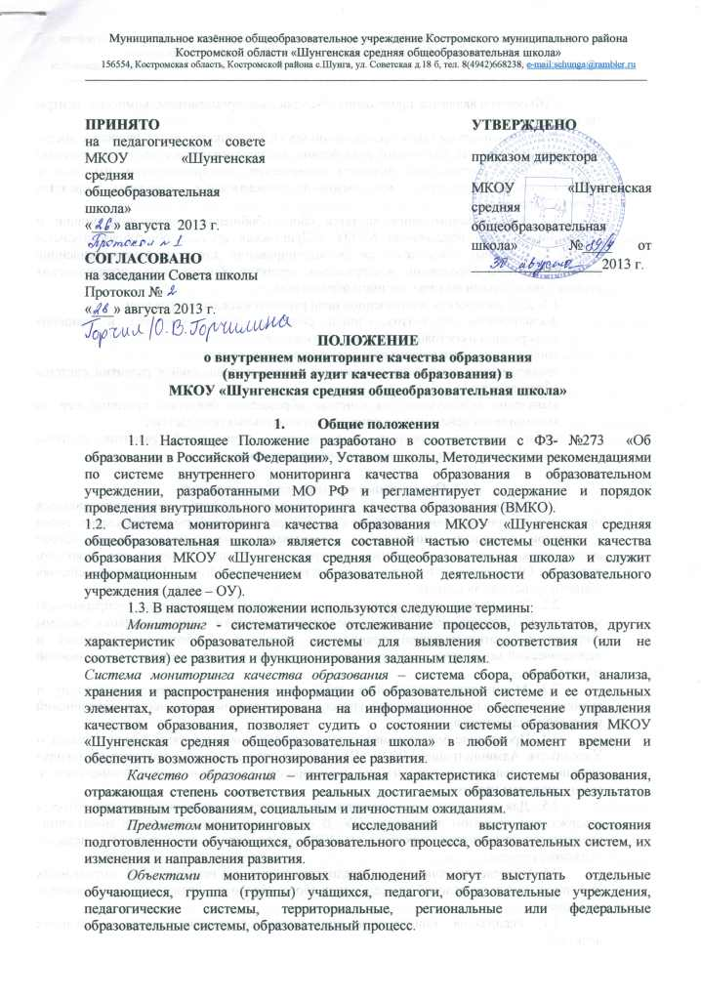 Муниципальное казённое общеобразовательное учреждение Костромского муниципального района
Костромской области «Шунгенская средняя общеобразовательная школа»
156554, Костромская область, Костромской района с.Шунга, ул. Советская д.18 б, тел. 8(4942)668238, e-mail:schunga@rambler.ru
ПРИНЯТО
на педагогическом совете
МКОУ «Шунгенская
средняя
общеобразовательная
школа»
«26» августа 2013 г.
Протокол № 1
СОГЛАСОВАНО
на заседании Совета школы
Протокол № 2
«28» августа 2013 г.
Горчил /О.В.Горчилина
УТВЕРЖДЕНО
приказом директора
МКОУ «Шунгенская
средняя
общеобразовательная
школа» № 89/4 от
30 августа 2013 г.
ПОЛОЖЕНИЕ
о внутреннем мониторинге качества образования
(внутренний аудит качества образования) в
МКОУ «Шунгенская средняя общеобразовательная школа»
1. Общие положения
1.1. Настоящее Положение разработано в соответствии с ФЗ- №273 «Об
образовании в Российской Федерации», Уставом школы, Методическими рекомендациями
по системе внутреннего мониторинга качества образования в образовательном
учреждении, разработанными МО РФ и регламентирует содержание и порядок
проведения внутришкольного мониторинга качества образования (ВМКО).
1.2. Система мониторинга качества образования МКОУ «Шунгенская средняя
общеобразовательная школа» является составной частью системы оценки качества
образования МКОУ «Шунгенская средняя общеобразовательная школа» и служит
информационным обеспечением образовательной деятельности образовательного
учреждения (далее – ОУ).
1.3. В настоящем положении используются следующие термины:
Мониторинг - систематическое отслеживание процессов, результатов, других
характеристик образовательной системы для выявления соответствия (или не
соответствия) ее развития и функционирования заданным целям.
Система мониторинга качества образования – система сбора, обработки, анализа,
хранения и распространения информации об образовательной системе и ее отдельных
элементах, которая ориентирована на информационное обеспечение управления
качеством образования, позволяет судить о состоянии системы образования МКОУ
«Шунгенская средняя общеобразовательная школа» в любой момент времени и
обеспечить возможность прогнозирования ее развития.
Качество образования – интегральная характеристика системы образования,
отражающая степень соответствия реальных достигаемых образовательных результатов
нормативным требованиям, социальным и личностным ожиданиям.
Предметом мониторинговых исследований выступают состояния
подготовленности обучающихся, образовательного процесса, образовательных систем, их
изменения и направления развития.
Объектами мониторинговых наблюдений могут выступать отдельные
обучающиеся, группа (группы) учащихся, педагоги, образовательные учреждения,
педагогические системы, территориальные, региональные или федеральные
образовательные системы, образовательный процесс.